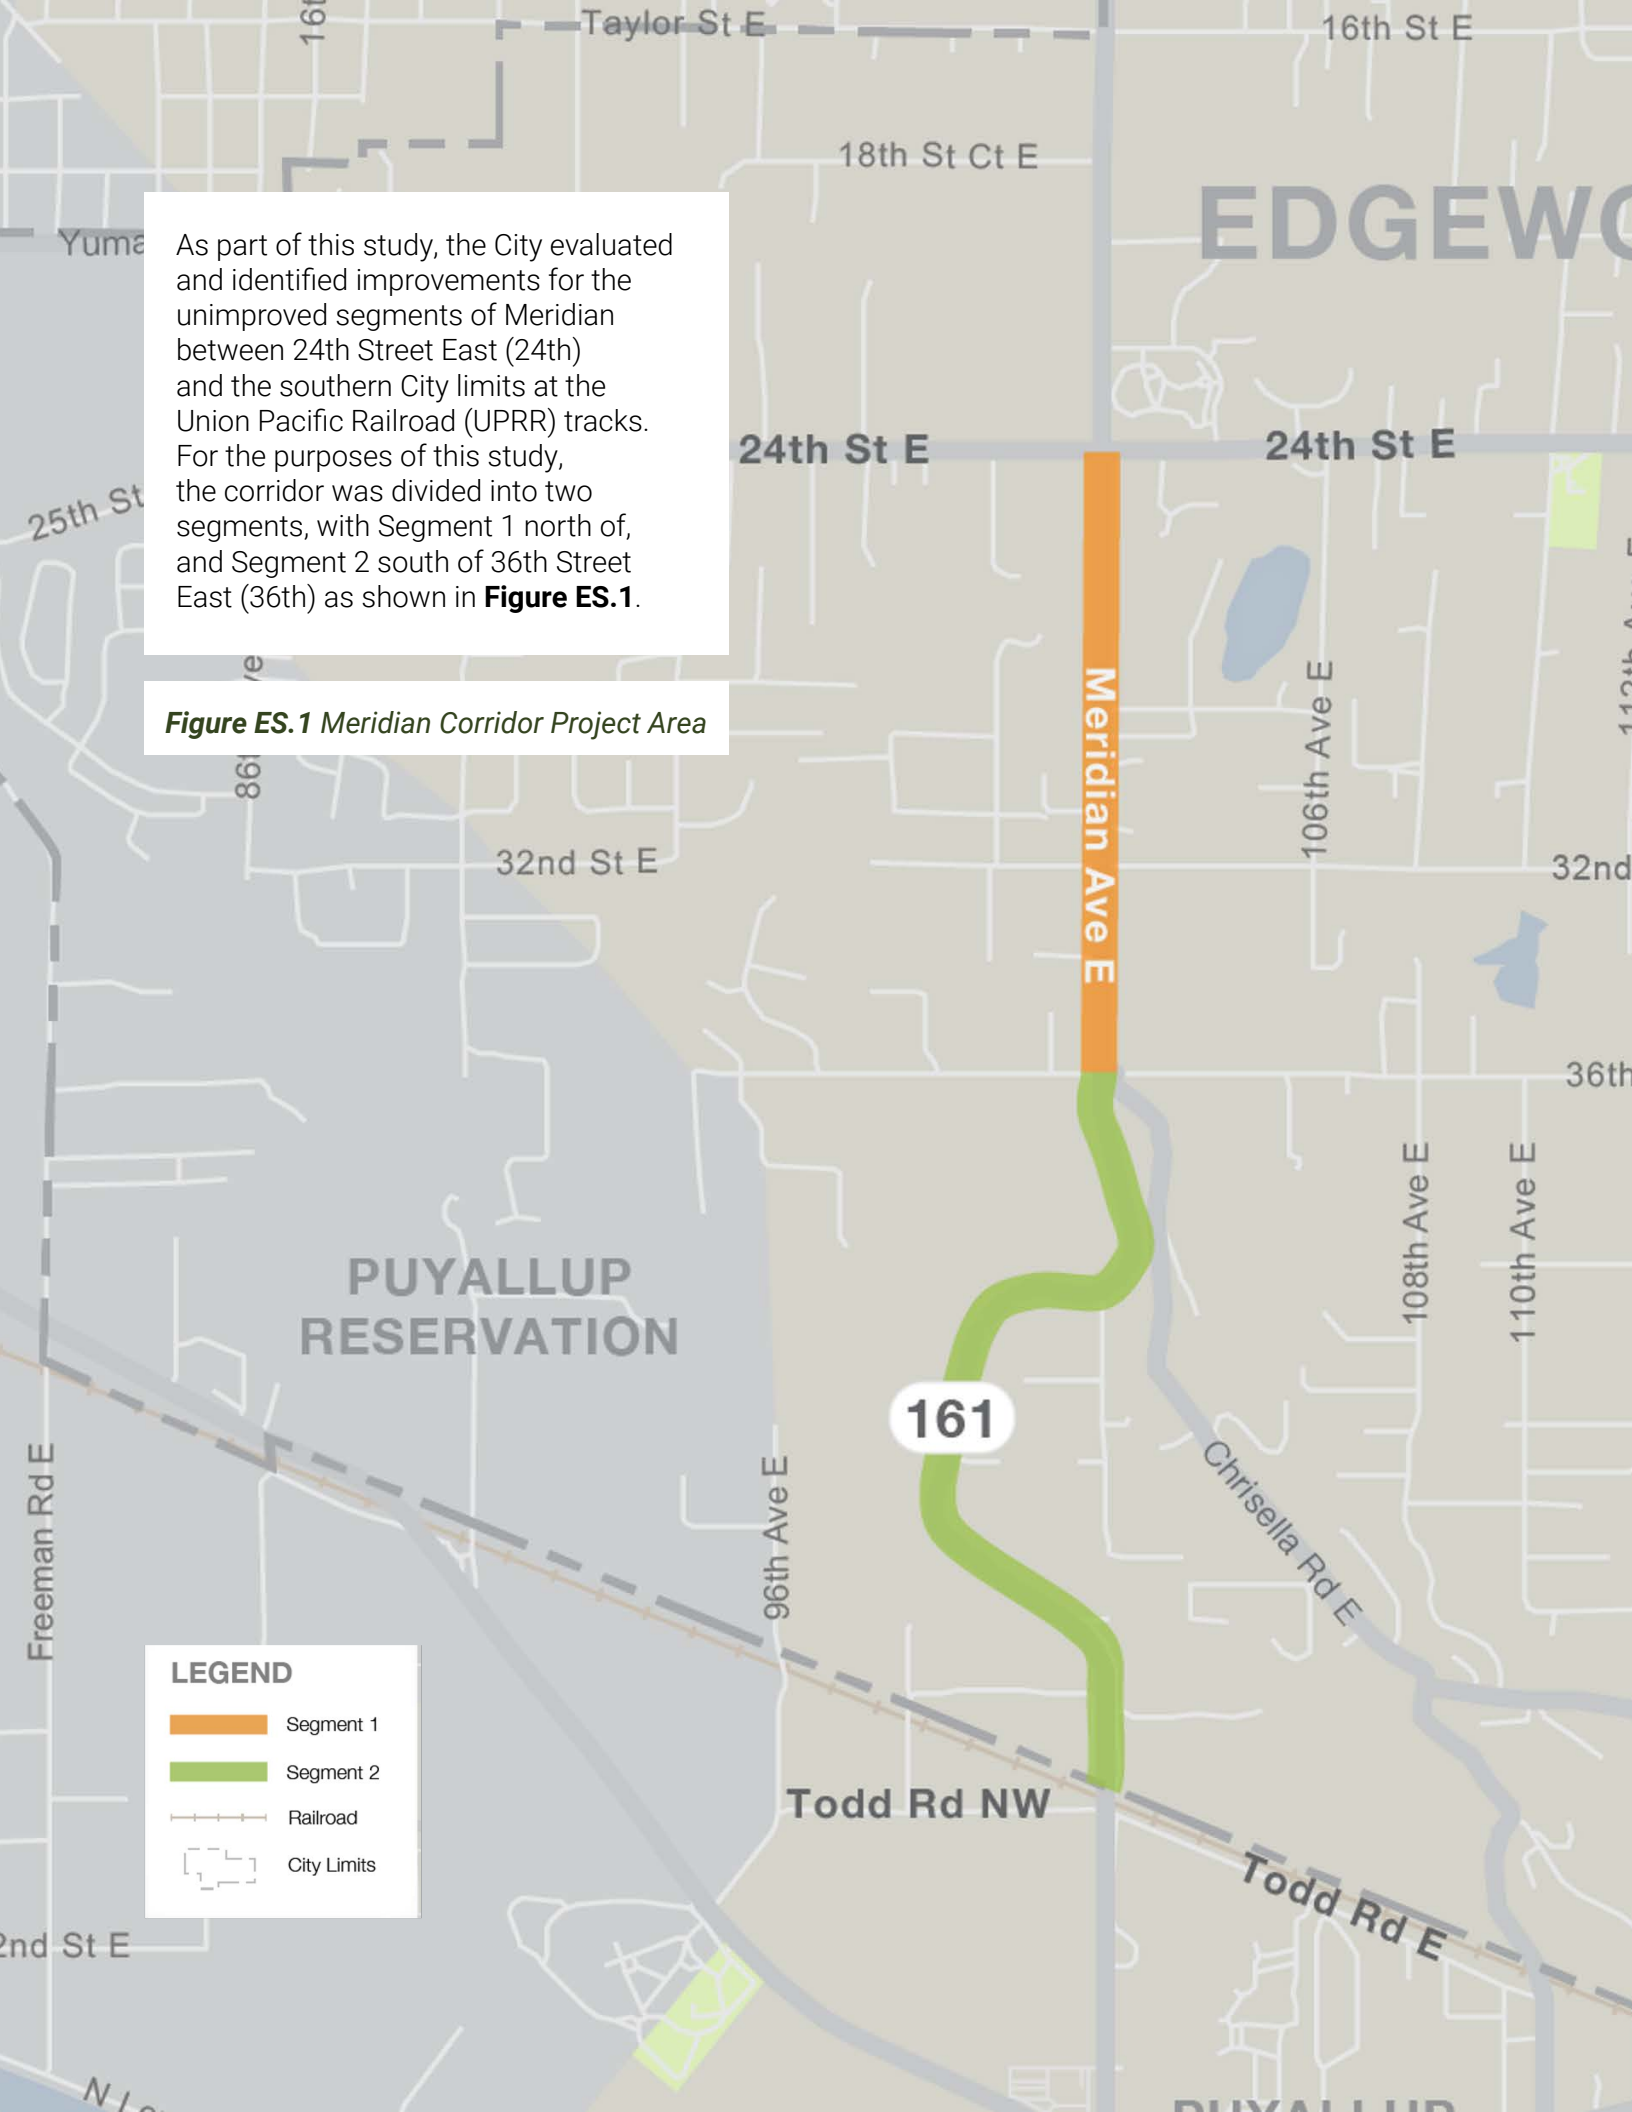 16t
Taylor St E
16th St E
18th St Ct E
EDGEWO
Yuma
As part of this study, the City evaluated
and identified improvements for the
unimproved segments of Meridian
between 24th Street East (24th)
and the southern City limits at the
Union Pacific Railroad (UPRR) tracks.
For the purposes of this study,
the corridor was divided into two
segments, with Segment 1 north of,
and Segment 2 south of 36th Street
East (36th) as shown in Figure ES.1.
24th St E
24th St E
25th St
Figure ES.1 Meridian Corridor Project Area
Meridian Ave E
106th Ave E
112th
32nd St E
32nd
36th
108th Ave E
110th Ave E
PUYALLUP
RESERVATION
161
Chrisella Rd E
Freeman Rd E
96th Ave E
LEGEND
Segment 1
Segment 2
Railroad
City Limits
Todd Rd NW
Todd Rd E
2nd St E
PUYALLUP